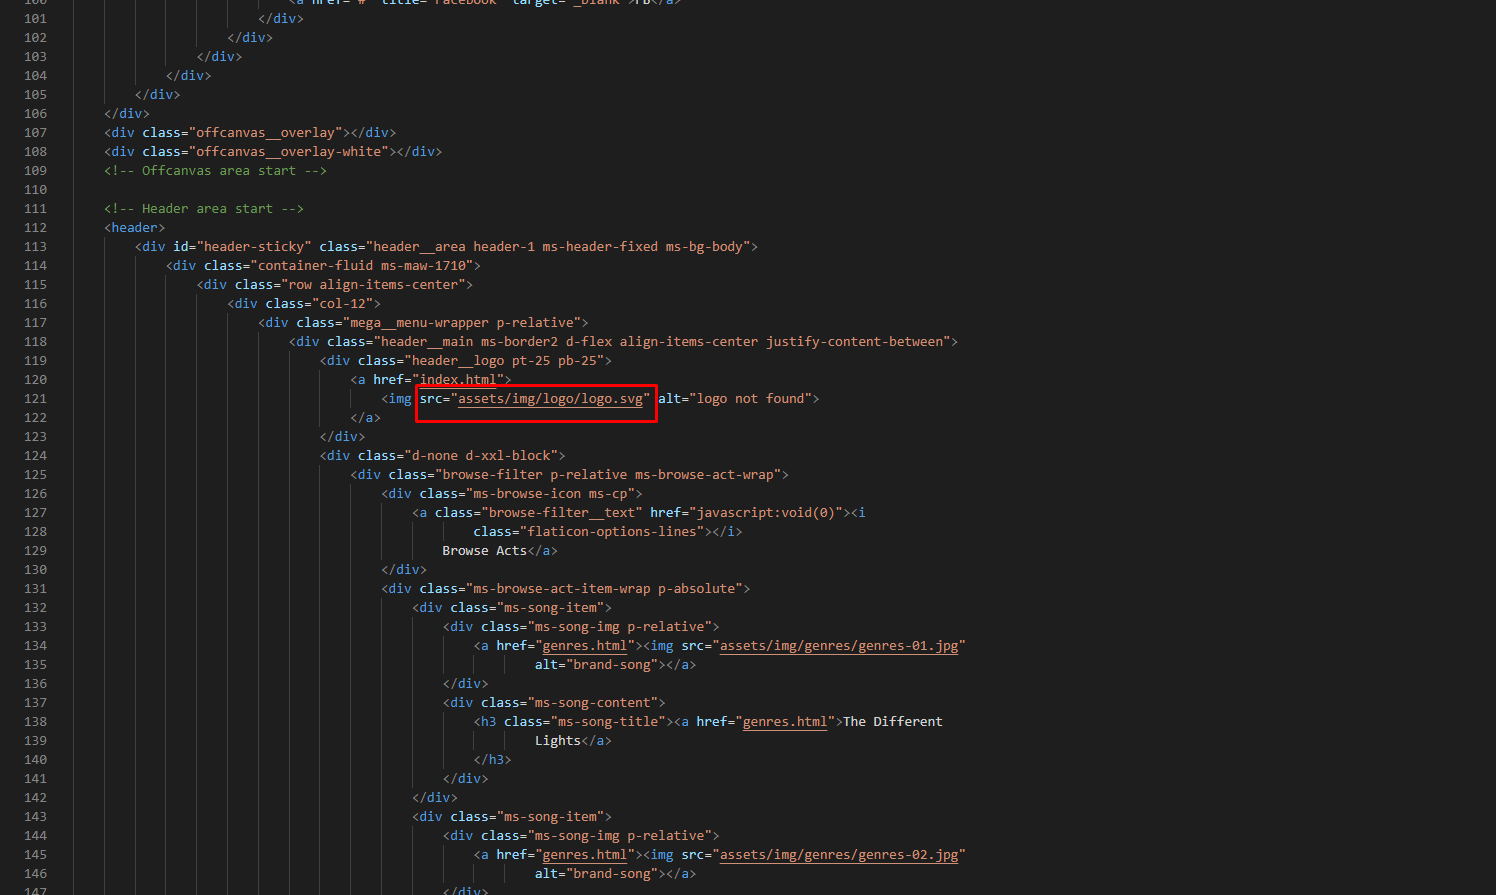 100 <a href="#" title="Facebook" target="_blank">FB</a>
101 </div>
102 </div>
103 </div>
104 </div>
105 </div>
106 </div>
107 <div class="offcanvas__overlay"></div>
108 <div class="offcanvas__overlay-white"></div>
109 <!-- Offcanvas area start -->
110
111 <!-- Header area start -->
112 <header>
113 <div id="header-sticky" class="header__area header-1 ms-header-fixed ms-bg-body">
114 <div class="container-fluid ms-maw-1710">
115 <div class="row align-items-center">
116 <div class="col-12">
117 <div class="mega__menu-wrapper p-relative">
118 <div class="header__main ms-border2 d-flex align-items-center justify-content-between">
119 <div class="header__logo pt-25 pb-25">
120 <a href="index.html">
121 <img src="assets/img/logo/logo.svg" alt="logo not found">
122 </a>
123 </div>
124 <div class="d-none d-xxl-block">
125 <div class="browse-filter p-relative ms-browse-act-wrap">
126 <div class="ms-browse-icon ms-cp">
127 <a class="browse-filter__text" href="javascript:void(0)"><i
128 class="flaticon-options-lines"></i>
129 Browse Acts</a>
130 </div>
131 <div class="ms-browse-act-item-wrap p-absolute">
132 <div class="ms-song-item">
133 <div class="ms-song-img p-relative">
134 <a href="genres.html"><img src="assets/img/genres/genres-01.jpg"
135 alt="brand-song"></a>
136 </div>
137 <div class="ms-song-content">
138 <h3 class="ms-song-title"><a href="genres.html">The Different
139 Lights</a>
140 </h3>
141 </div>
142 </div>
143 <div class="ms-song-item">
144 <div class="ms-song-img p-relative">
145 <a href="genres.html"><img src="assets/img/genres/genres-02.jpg"
146 alt="brand-song"></a>
147 </div>